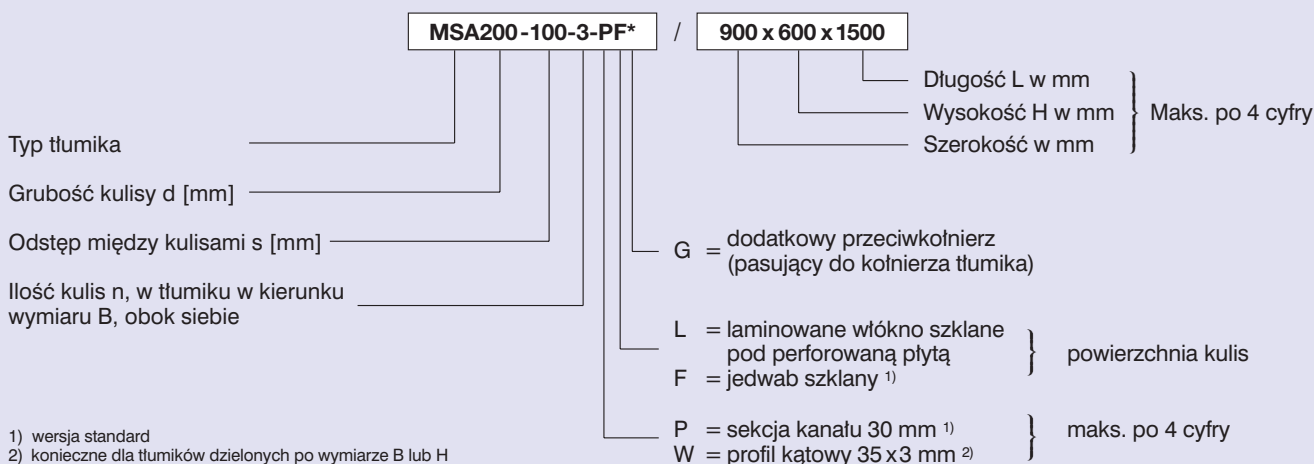 MSA200-100-3-PF* / 900 x 600 x 1500
Długość L w mm
Wysokość H w mm
Szerokość w mm
Maks. po 4 cyfry
Typ tłumika
Grubość kulisy d [mm]
Odstęp między kulisami s [mm]
Ilość kulis n, w tłumiku w kierunku
wymiaru B, obok siebie
G = dodatkowy przeciwkołnierz
(pasujący do kołnierza tłumika)
L = laminowane włókno szklane
pod perforowaną płytą
F = jedwab szklany 1)
powierzchnia kulis
P = sekcja kanału 30 mm 1)
W = profil kątowy 35 x 3 mm 2)
maks. po 4 cyfry
1) wersja standard
2) konieczne dla tłumików dzielonych po wymiarze B lub H